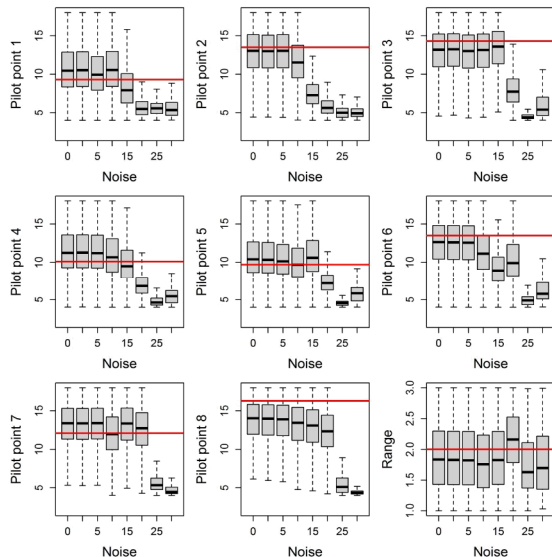 Pilot point 1
15
10
5
0 5 15 25
Noise
Pilot point 2
15
10
5
0 5 15 25
Noise
Pilot point 3
15
10
5
0 5 15 25
Noise
Pilot point 4
15
10
5
0 5 15 25
Noise
Pilot point 5
15
10
5
0 5 15 25
Noise
Pilot point 6
15
10
5
0 5 15 25
Noise
Pilot point 7
15
10
5
0 5 15 25
Noise
Pilot point 8
15
10
5
0 5 15 25
Noise
Range
3.0
2.5
2.0
1.5
1.0
0 5 15 25
Noise